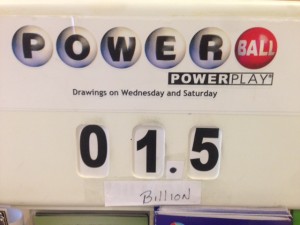 POWERBALL
POWERPLAY®
Drawings on Wednesday and Saturday
01.5
BILLION